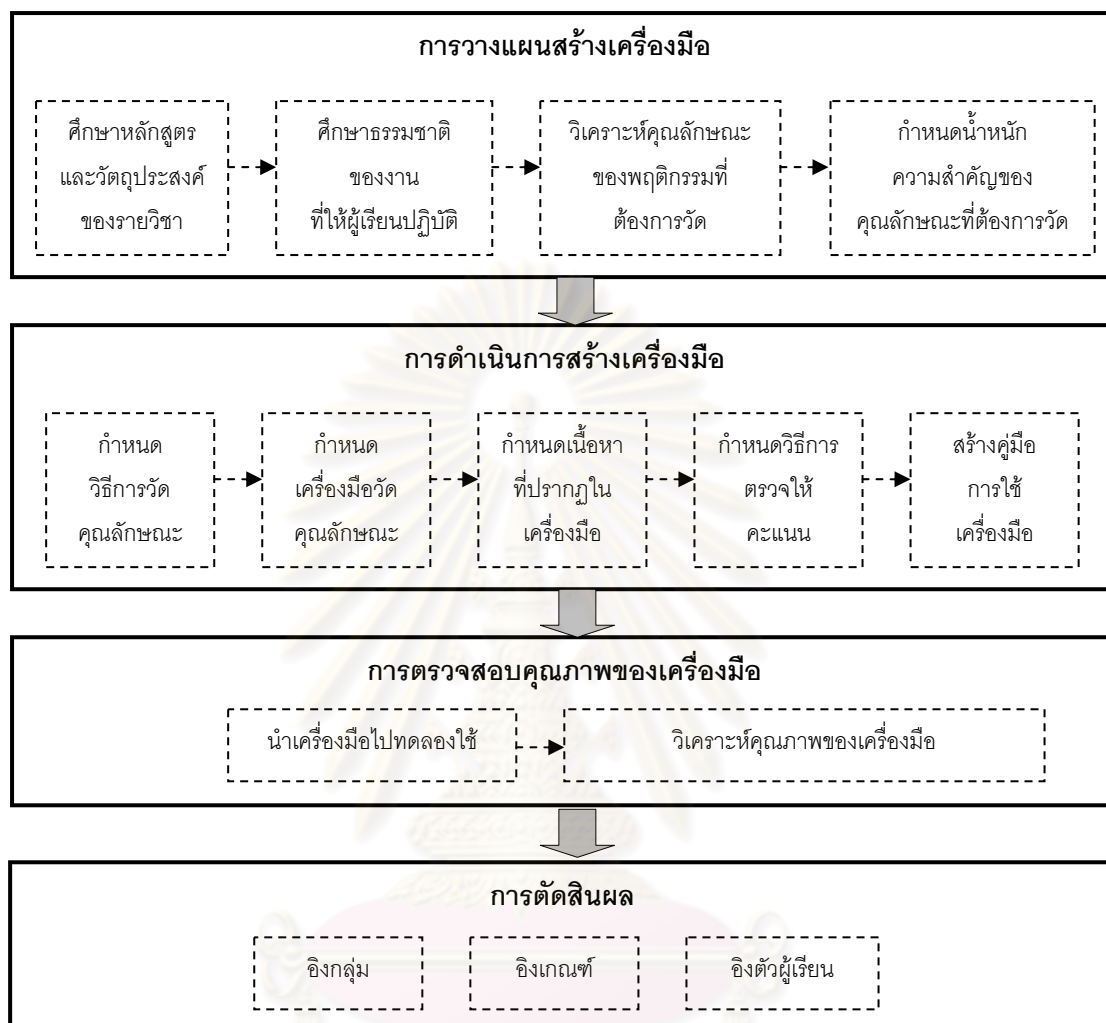 การวางแผนสร้างเครื่องมือ
ศึกษาหลักสูตร
และวัตถุประสงค์
ของรายวิชา
ศึกษาธรรมชาติ
ของงาน
ที่ให้ผู้เรียนปฏิบัติ
วิเคราะห์คุณลักษณะ
ของพฤติกรรมที่
ต้องการวัด
กำหนดน้ำหนัก
ความสำคัญของ
คุณลักษณะที่ต้องการวัด
การดำเนินการสร้างเครื่องมือ
กำหนด
วิธีการวัด
คุณลักษณะ
กำหนด
เครื่องมือวัด
คุณลักษณะ
กำหนดเนื้อหา
ที่ปรากฏใน
เครื่องมือ
กำหนดวิธีการ
ตรวจให้
คะแนน
สร้างคู่มือ
การใช้
เครื่องมือ
การตรวจสอบคุณภาพของเครื่องมือ
นำเครื่องมือไปทดลองใช้
วิเคราะห์คุณภาพของเครื่องมือ
การตัดสินผล
อิงกลุ่ม
อิงเกณฑ์
อิงตัวผู้เรียน